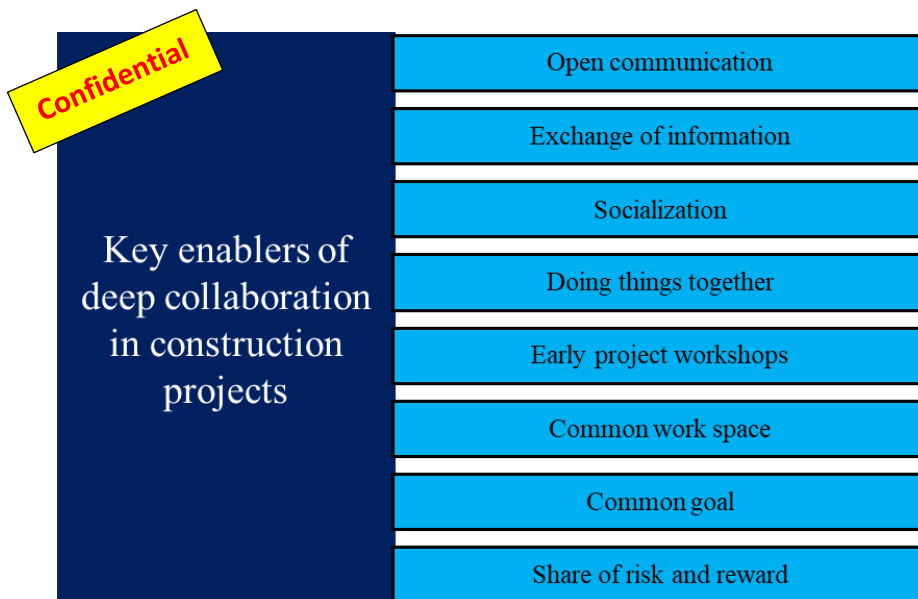 Confidential
Key enablers of
deep collaboration
in construction
projects
Open communication
Exchange of information
Socialization
Doing things together
Early project workshops
Common work space
Common goal
Share of risk and reward